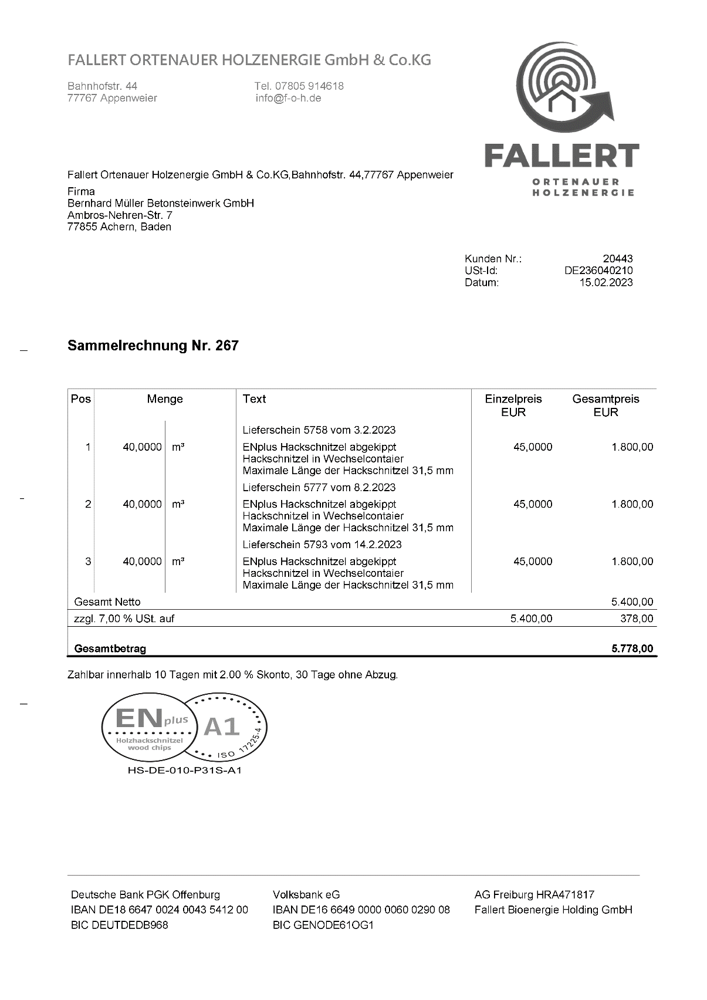 FALLERT ORTENAUER HOLZENERGIE GmbH & Co.KG
Bahnhofstr. 44 Tel. 07805 914618
77767 Appenweier info@f-o-h.de
FALLERT
ORTENAUER
HOLZENERGIE
Fallert Ortenauer Holzenergie GmbH & Co.KG,Bahnhofstr. 44,77767 Appenweier
Firma
Bernhard Müller Betonsteinwerk GmbH
Ambros-Nehren-Str. 7
77855 Achern, Baden
Kunden Nr.: 20443
USt-Id: DE236040210
Datum: 15.02.2023
Sammelrechnung Nr. 267
Pos Menge Text Einzelpreis Gesamtpreis
EUR EUR
Lieferschein 5758 vom 3.2.2023
1 40,0000 m³ ENplus Hackschnitzel abgekippt 45,0000 1.800,00
Hackschnitzel in Wechselcontaier
Maximale Länge der Hackschnitzel 31,5 mm
Lieferschein 5777 vom 8.2.2023
2 40,0000 m³ ENplus Hackschnitzel abgekippt 45,0000 1.800,00
Hackschnitzel in Wechselcontaier
Maximale Länge der Hackschnitzel 31,5 mm
Lieferschein 5793 vom 14.2.2023
3 40,0000 m³ ENplus Hackschnitzel abgekippt 45,0000 1.800,00
Hackschnitzel in Wechselcontaier
Maximale Länge der Hackschnitzel 31,5 mm
Gesamt Netto 5.400,00
zzgl. 7,00 % USt. auf 5.400,00 378,00
Gesamtbetrag 5.778,00
Zahlbar innerhalb 10 Tagen mit 2.00 % Skonto, 30 Tage ohne Abzug.
ENplus A1
Holzhackschnitzel
wood chips
ISO 17225-4
HS-DE-010-P31S-A1
Deutsche Bank PGK Offenburg Volksbank eG AG Freiburg HRA471817
IBAN DE18 6647 0024 0043 5412 00 IBAN DE16 6649 0000 0060 0290 08 Fallert Bioenergie Holding GmbH
BIC DEUTDEDB968 BIC GENODE61OG1